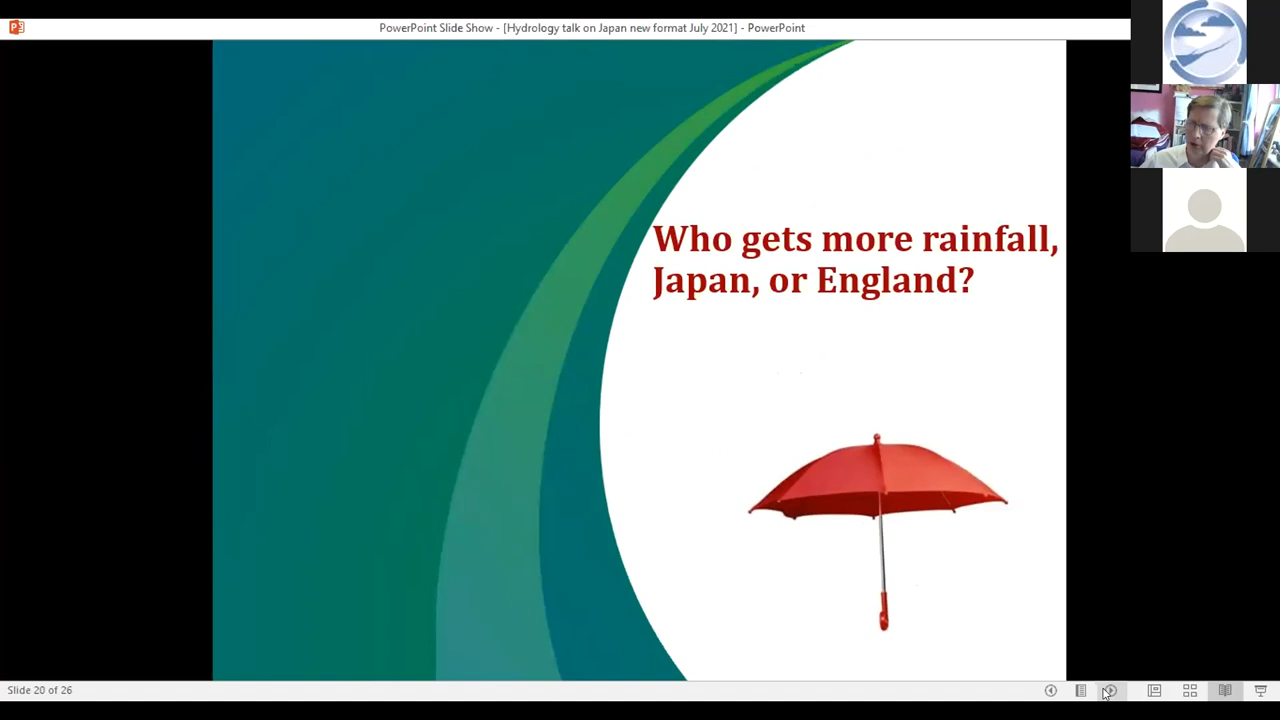 PowerPoint Slide Show - [Hydrology talk on Japan new format July 2021] - PowerPoint
Who gets more rainfall,
Japan, or England?
Slide 20 of 26